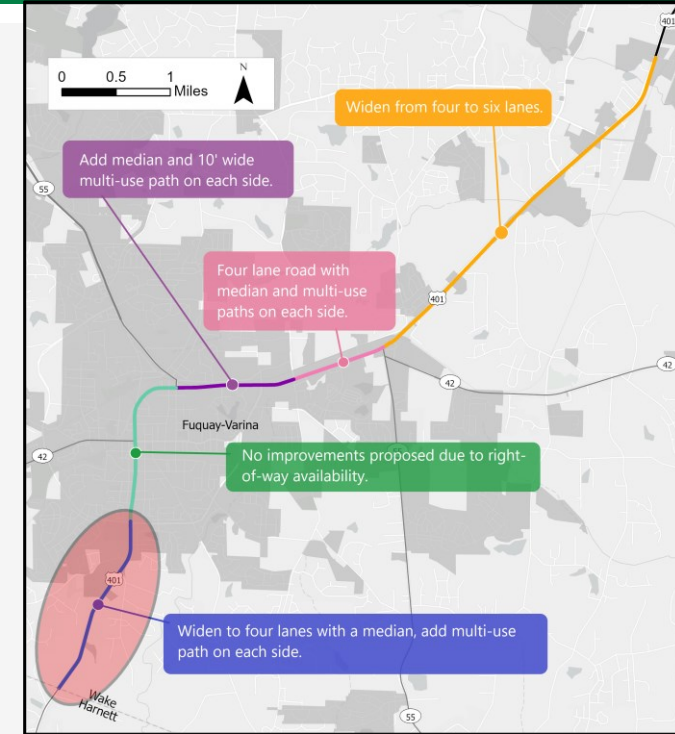 401
0 0.5 1
Miles
N
Widen from four to six lanes.
Add median and 10' wide
multi-use path on each side.
55
Four lane road with
median and multi-use
paths on each side.
401
42
42
Fuquay-Varina
42
No improvements proposed due to right-
of-way availability.
401
Widen to four lanes with a median, add multi-use
path on each side.
Wake
Harnett
55